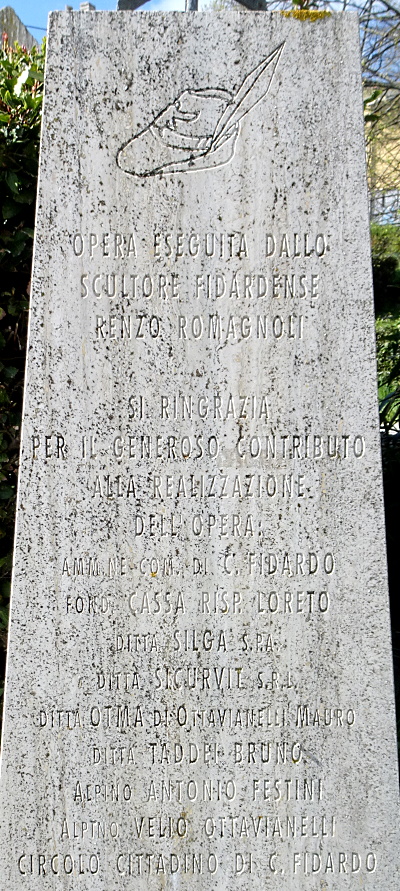 OPERA ESEGUITA DALLO
SCULTORE FIDARDENSE
RENZO ROMAGNOLI
SI RINGRAZIA
PER IL GENEROSO CONTRIBUTO
ALLA REALIZZAZIONE
DELL'OPERA:
AMM.NE COM. DI C. FIDARDO
FOND. CASSA RISP. LORETO
DITTA SILGA S.P.A.
DITTA SICURVIT S.R.L.
DITTA OTMA DI OTTAVIANELLI MAURO
DITTA TADDEI BRUNO
ALPINO ANTONIO FESTINI
ALPINO VELIO OTTAVIANELLI
CIRCOLO CITTADINO DI C. FIDARDO